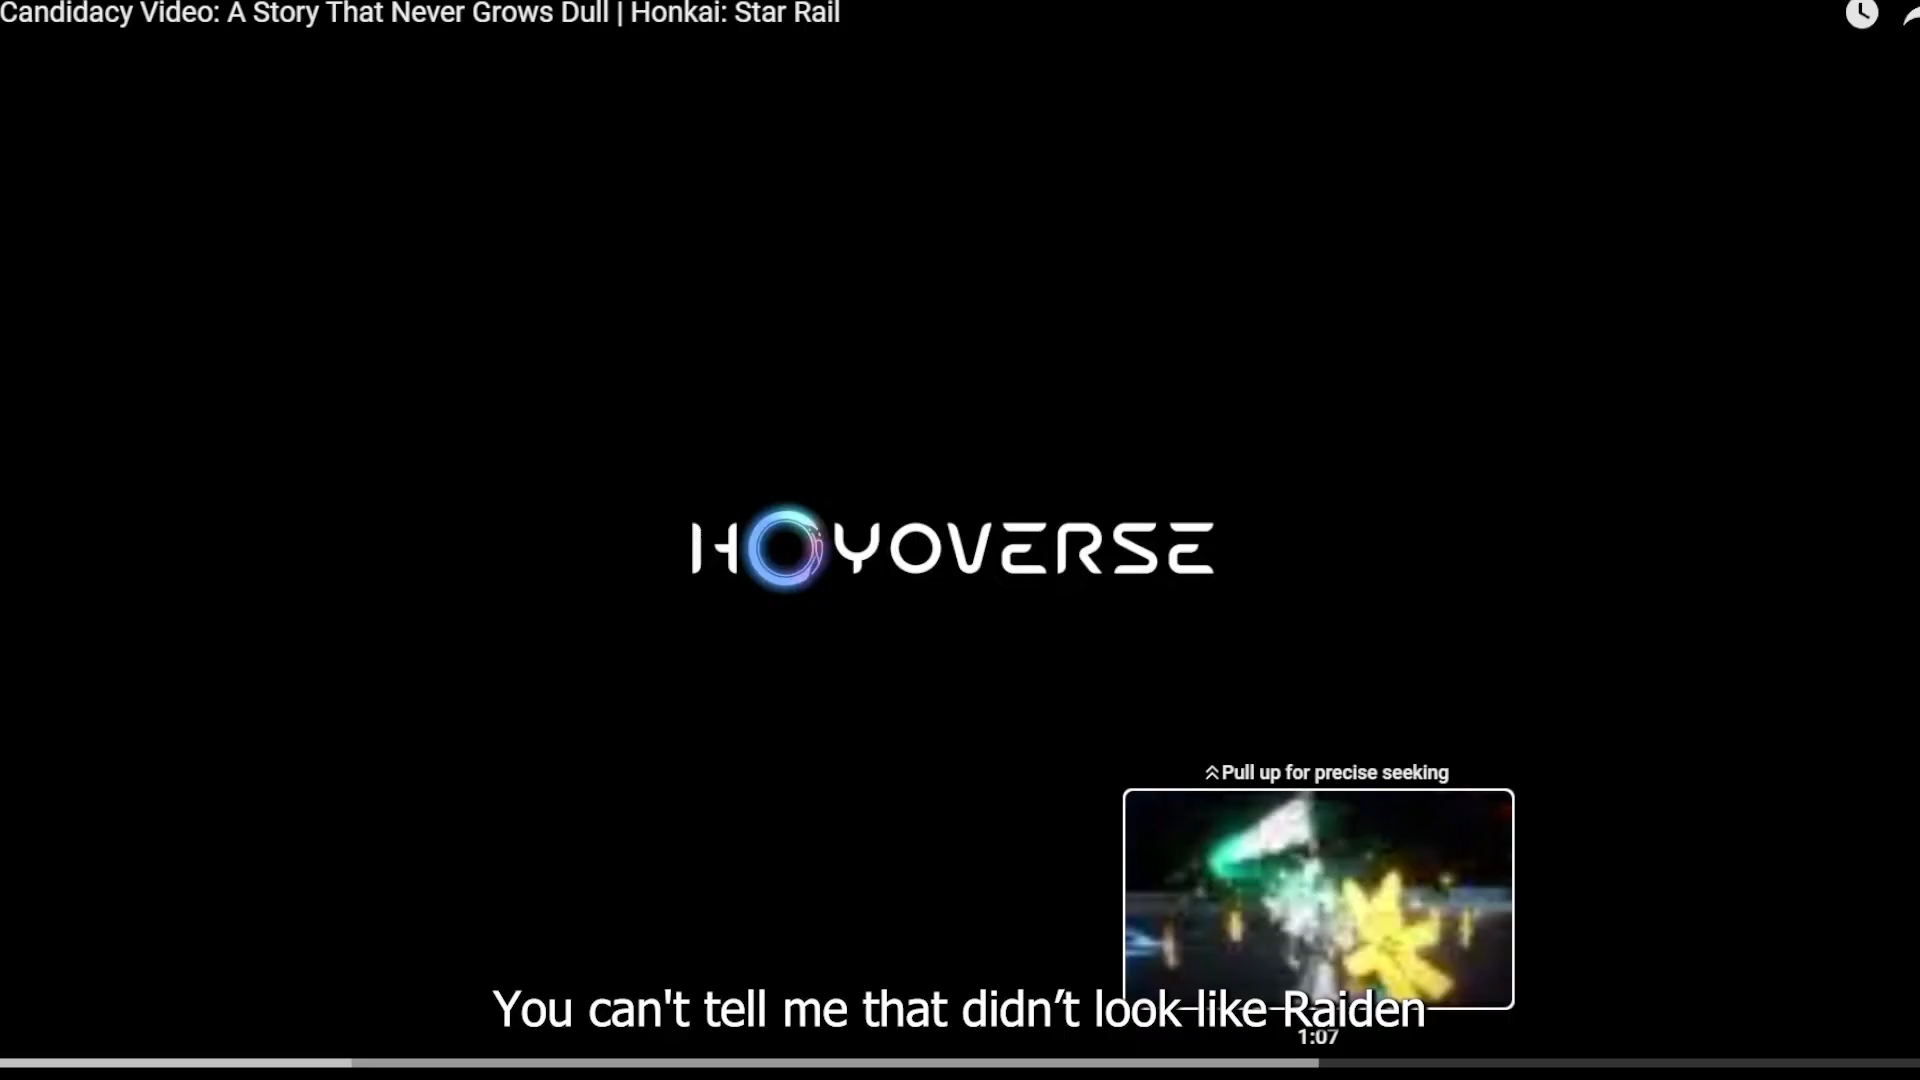 Candidacy Video: A Story That Never Grows Dull | Honkai: Star Rail
HOYOVERSE
Pull up for precise seeking
You can't tell me that didn’t look like Raiden
1:07